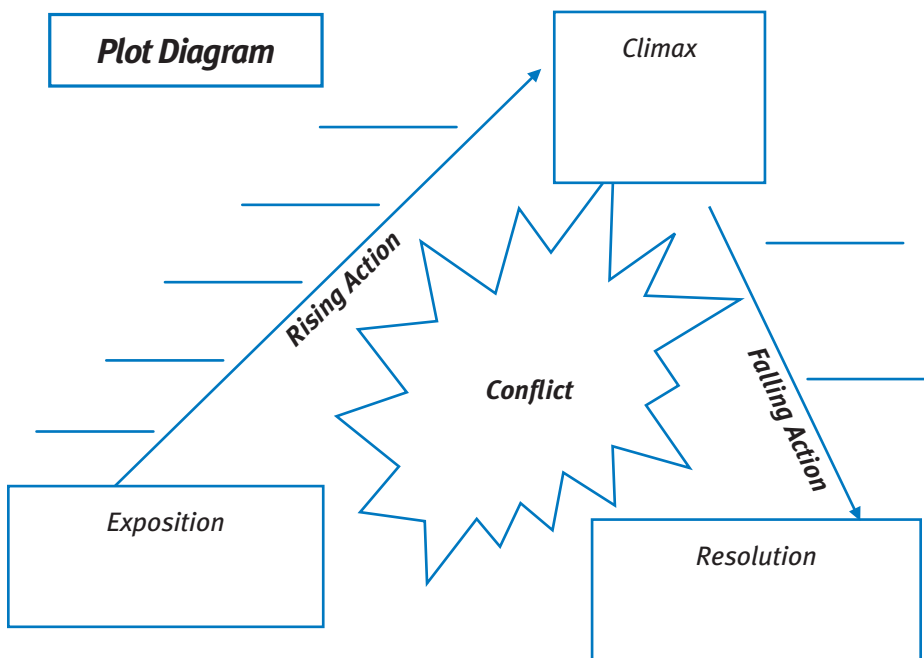 Plot Diagram
Climax
Rising Action
Conflict
Falling Action
Exposition
Resolution